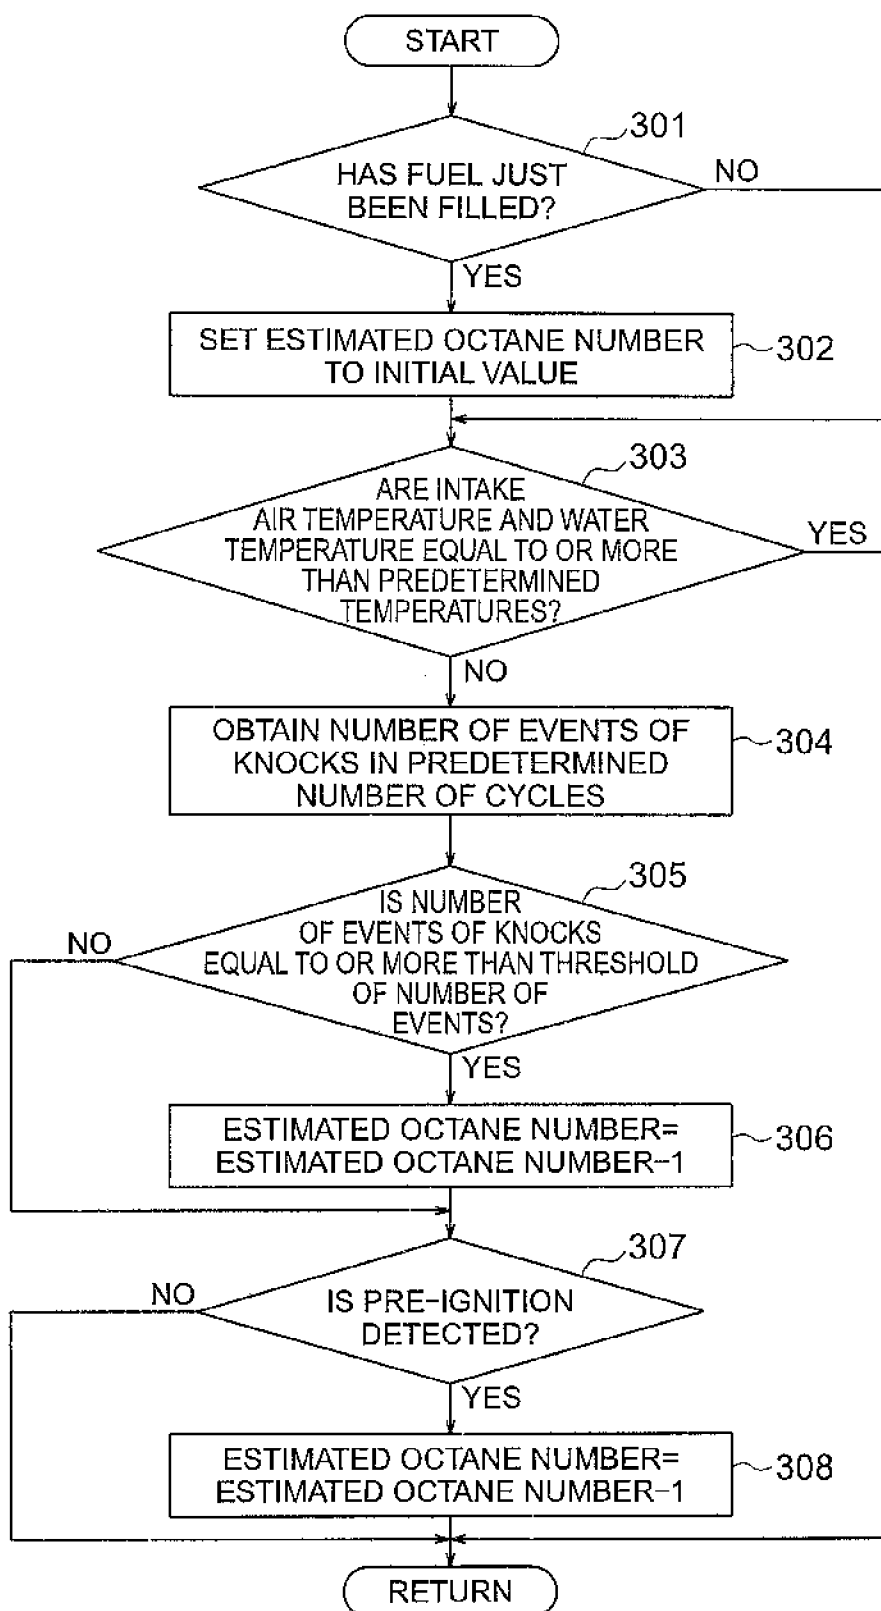 START
301
HAS FUEL JUST
BEEN FILLED?
NO
YES
SET ESTIMATED OCTANE NUMBER
TO INITIAL VALUE
302
303
ARE INTAKE
AIR TEMPERATURE AND WATER
TEMPERATURE EQUAL TO OR MORE
THAN PREDETERMINED
TEMPERATURES?
YES
NO
OBTAIN NUMBER OF EVENTS OF
KNOCKS IN PREDETERMINED
NUMBER OF CYCLES
304
305
IS NUMBER
OF EVENTS OF KNOCKS
EQUAL TO OR MORE THAN THRESHOLD
OF NUMBER OF
EVENTS?
NO
YES
ESTIMATED OCTANE NUMBER=
ESTIMATED OCTANE NUMBER-1
306
307
IS PRE-IGNITION
DETECTED?
NO
YES
ESTIMATED OCTANE NUMBER=
ESTIMATED OCTANE NUMBER-1
308
RETURN